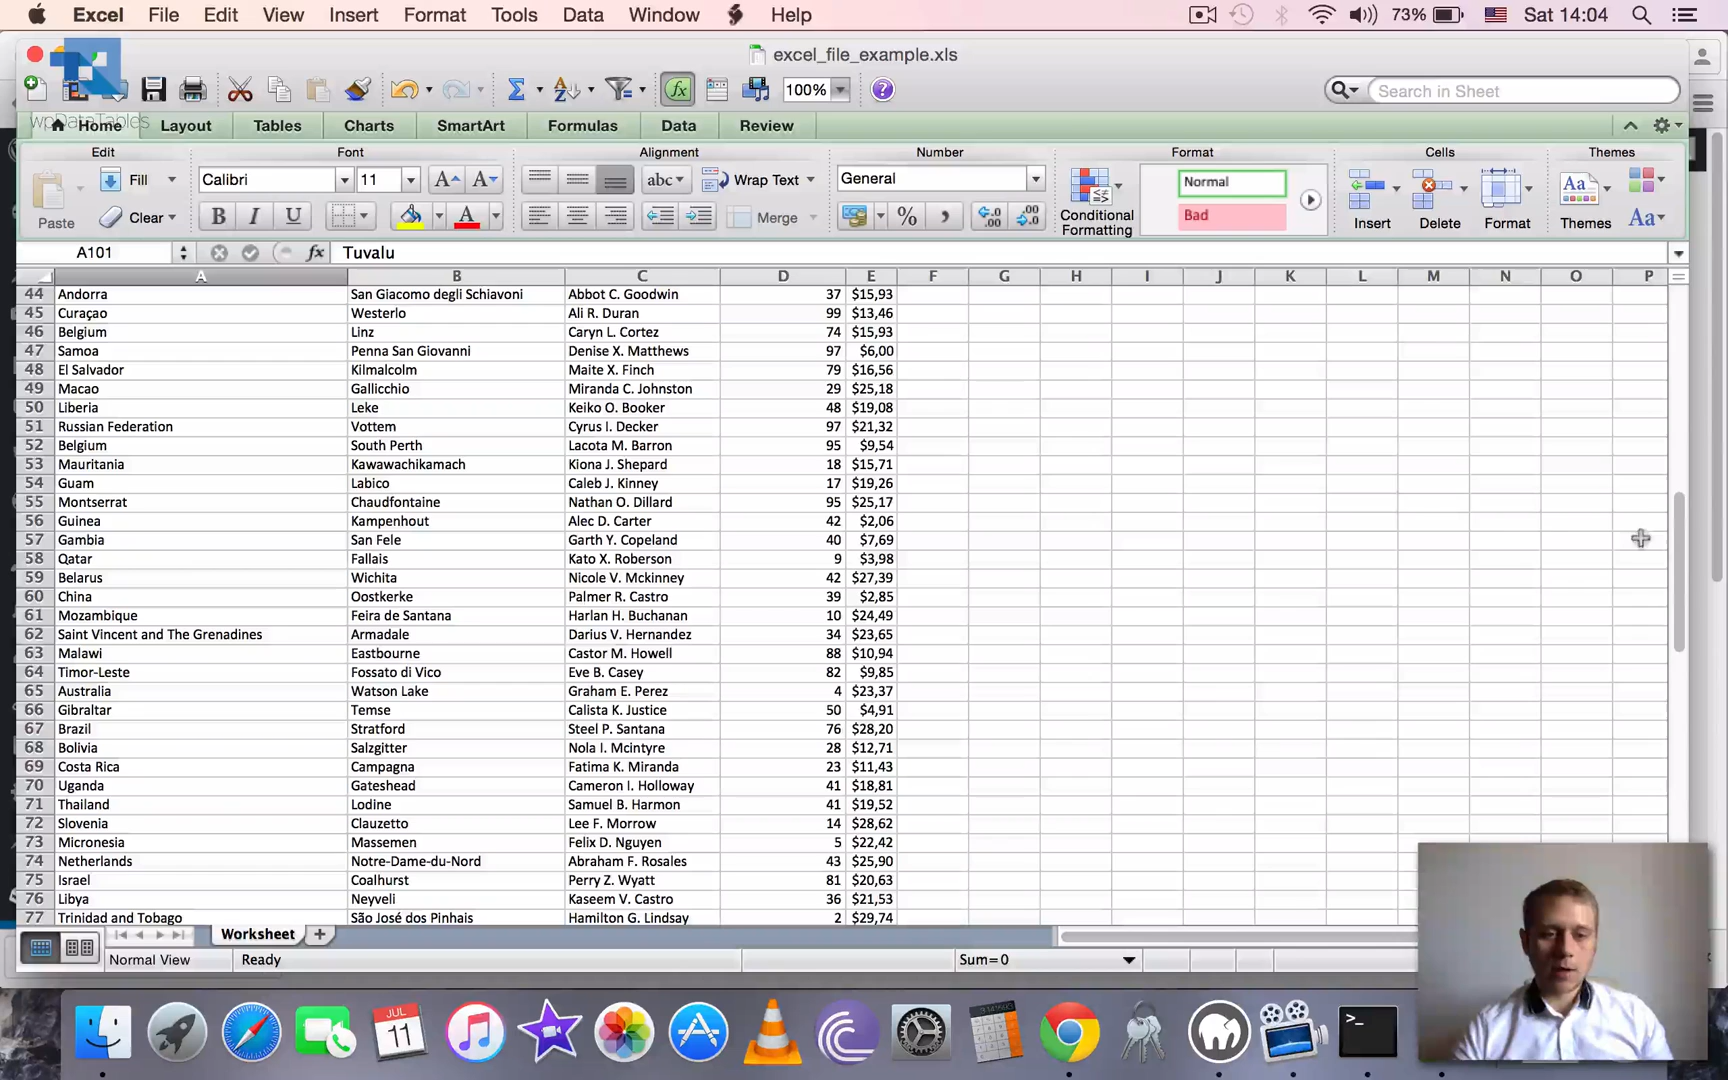 Excel File Edit View Insert Format Tools Data Window Help 73% Sat 14:04
excel_file_example.xls
100% Search in Sheet
wpDataTables
Home Layout Tables Charts SmartArt Formulas Data Review
Edit Font Alignment Number Format Cells Themes
Fill Calibri 11 abc Wrap Text General Normal
Paste Clear B I U A Merge % Conditional Formatting Bad Insert Delete Format Themes Aa
A101 fx Tuvalu
A B C D E F G H I J K L M N O P
44 Andorra San Giacomo degli Schiavoni Abbot C. Goodwin 37 $15,93
45 Curaçao Westerlo Ali R. Duran 99 $13,46
46 Belgium Linz Caryn L. Cortez 74 $15,93
47 Samoa Penna San Giovanni Denise X. Matthews 97 $6,00
48 El Salvador Kilmalcolm Maite X. Finch 79 $16,56
49 Macao Gallicchio Miranda C. Johnston 29 $25,18
50 Liberia Leke Keiko O. Booker 48 $19,08
51 Russian Federation Vottem Cyrus I. Decker 97 $21,32
52 Belgium South Perth Lacota M. Barron 95 $9,54
53 Mauritania Kawawachikamach Kiona J. Shepard 18 $15,71
54 Guam Labico Caleb J. Kinney 17 $19,26
55 Montserrat Chaudfontaine Nathan O. Dillard 95 $25,17
56 Guinea Kampenhout Alec D. Carter 42 $2,06
57 Gambia San Fele Garth Y. Copeland 40 $7,69
58 Qatar Fallais Kato X. Roberson 9 $3,98
59 Belarus Wichita Nicole V. Mckinney 42 $27,39
60 China Oostkerke Palmer R. Castro 39 $2,85
61 Mozambique Feira de Santana Harlan H. Buchanan 10 $24,49
62 Saint Vincent and The Grenadines Armadale Darius V. Hernandez 34 $23,65
63 Malawi Eastbourne Castor M. Howell 88 $10,94
64 Timor-Leste Fossato di Vico Eve B. Casey 82 $9,85
65 Australia Watson Lake Graham E. Perez 4 $23,37
66 Gibraltar Temse Calista K. Justice 50 $4,91
67 Brazil Stratford Steel P. Santana 76 $28,20
68 Bolivia Salzgitter Nola I. Mcintyre 28 $12,71
69 Costa Rica Campagna Fatima K. Miranda 23 $11,43
70 Uganda Gateshead Cameron I. Holloway 41 $18,81
71 Thailand Lodine Samuel B. Harmon 41 $19,52
72 Slovenia Clauzetto Lee F. Morrow 14 $28,62
73 Micronesia Massemen Felix D. Nguyen 5 $22,42
74 Netherlands Notre-Dame-du-Nord Abraham F. Rosales 43 $25,90
75 Israel Coalhurst Perry Z. Wyatt 81 $20,63
76 Libya Neyveli Kaseem V. Castro 36 $21,53
77 Trinidad and Tobago São José dos Pinhais Hamilton G. Lindsay 2 $29,74
Worksheet
Normal View Ready Sum=0
JUL
11